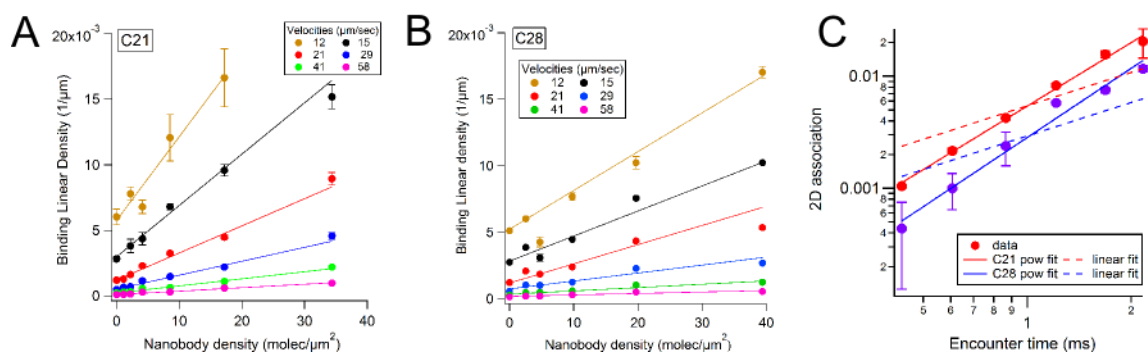 A
C21
Velocities (µm/sec)
12 15
21 29
41 58
20x10⁻³
15
10
5
0
Binding Linear Density (1/µm)
0 10 20 30 40
Nanobody density (molec/µm²)
B
C28
Velocities (µm/sec)
12 15
21 29
41 58
20x10⁻³
15
10
5
0
Binding Linear Density (1/µm)
0 10 20 30 40
Nanobody density (molec/µm²)
C
2
0.01
8
6
4
2
0.001
8
6
4
2
2D association
data
C21 pow fit linear fit
C28 pow fit linear fit
5 6 7 8 9 1 2
Encounter time (ms)